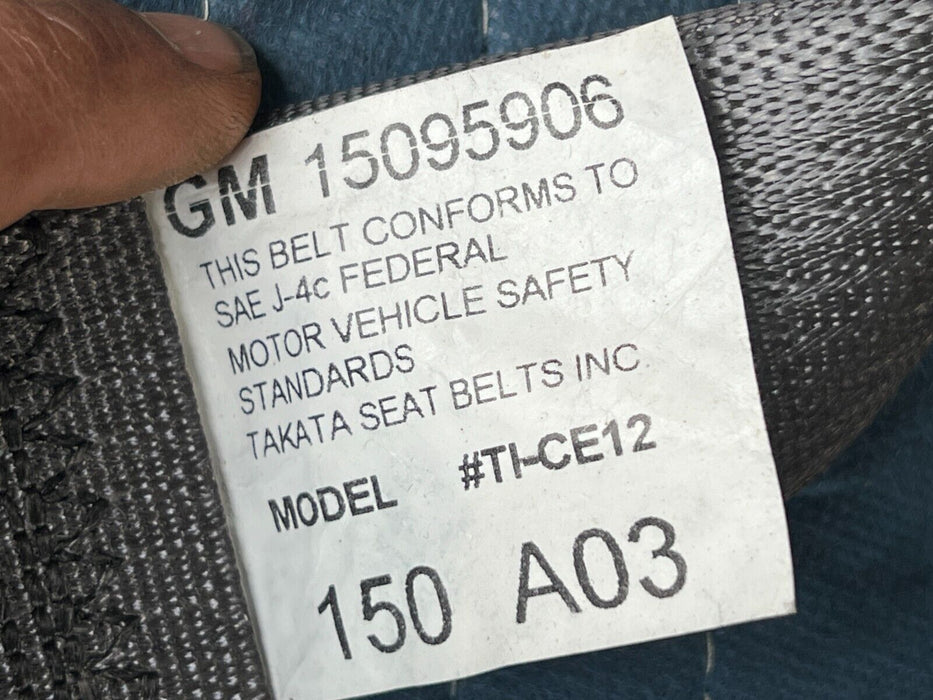 GM 15095906
THIS BELT CONFORMS TO
SAE J-4c FEDERAL
MOTOR VEHICLE SAFETY
STANDARDS
TAKATA SEAT BELTS INC.
MODEL #TI-CE12
150 A03